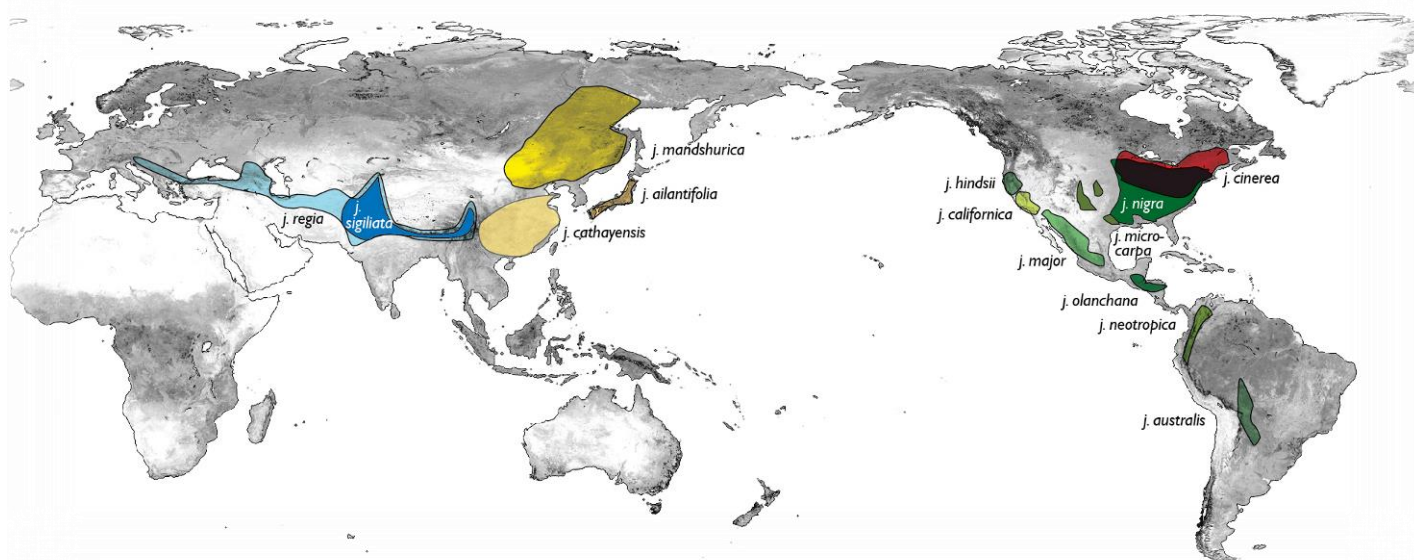 j. mandshurica
j. ailantifolia
j. regia
j.
sigiliata
j. cathayensis
j. hindsii
j. californica
j. cinerea
j. nigra
j. micro-
carpa
j. major
j. olanchana
j. neotropica
j. australis